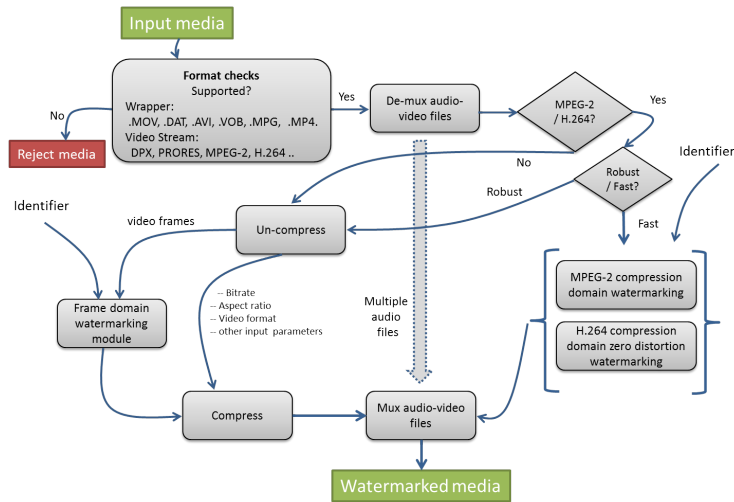 Input media
Format checks
Supported?
Wrapper:
.MOV, .DAT, .AVI, .VOB, .MPG, .MP4.
Video Stream:
DPX, PRORES, MPEG-2, H.264 ..
No
Reject media
Yes
De-mux audio-
video files
MPEG-2
/ H.264?
Yes
No
Robust
/ Fast?
Identifier
Robust
Fast
Identifier
video frames
Un-compress
MPEG-2 compression
domain watermarking
H.264 compression
domain zero distortion
watermarking
Frame domain
watermarking
module
-- Bitrate
-- Aspect ratio
-- Video format
-- other input parameters
Multiple
audio
files
Compress
Mux audio-video
files
Watermarked media